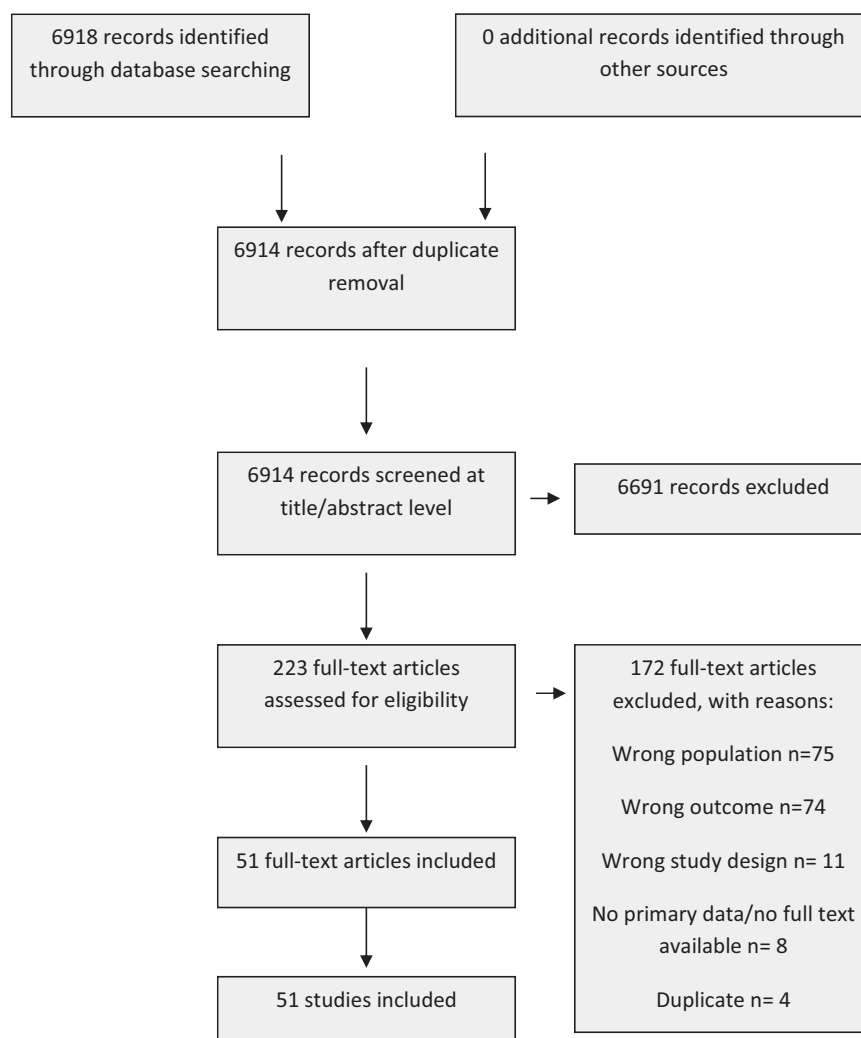 6918 records identified
through database searching
0 additional records identified through
other sources
6914 records after duplicate
removal
6914 records screened at
title/abstract level
6691 records excluded
223 full-text articles
assessed for eligibility
172 full-text articles
excluded, with reasons:
Wrong population n=75
Wrong outcome n=74
Wrong study design n= 11
No primary data/no full text
available n= 8
Duplicate n= 4
51 full-text articles included
51 studies included